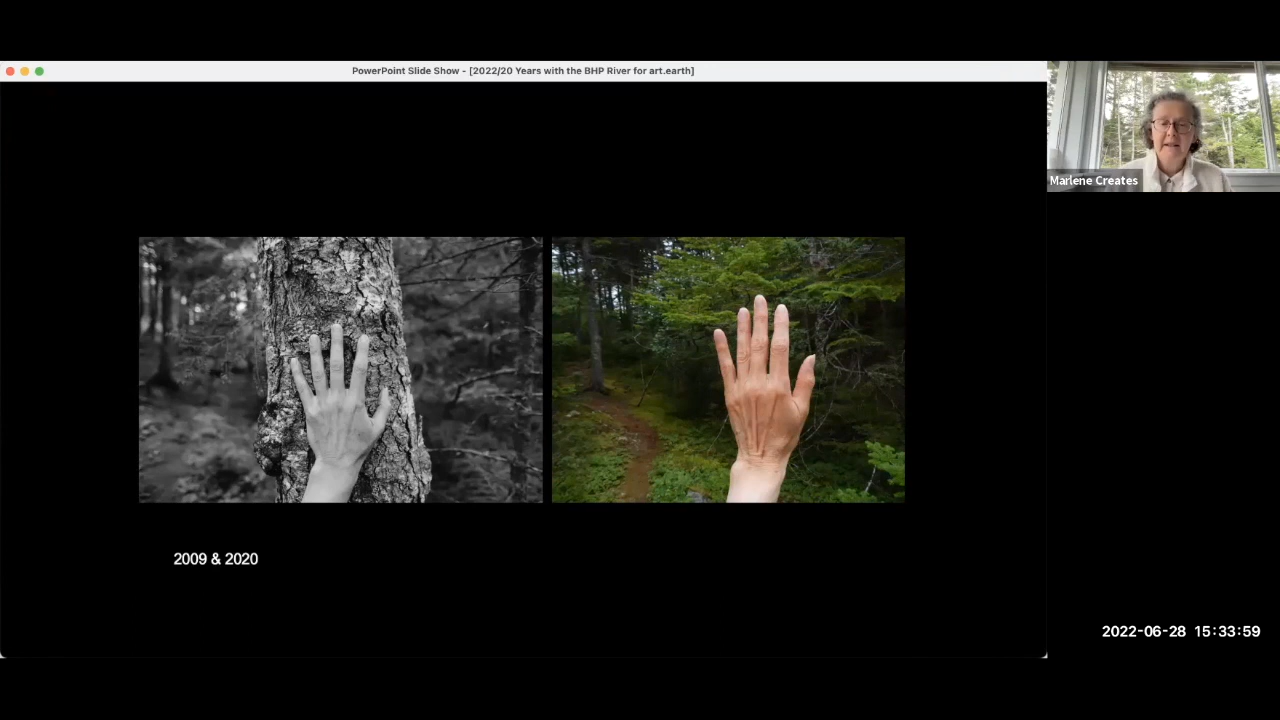 PowerPoint Slide Show - [2022/20 Years with the BHP River for art.earth]
Marlene Creates
2009 & 2020
2022-06-28 15:33:59